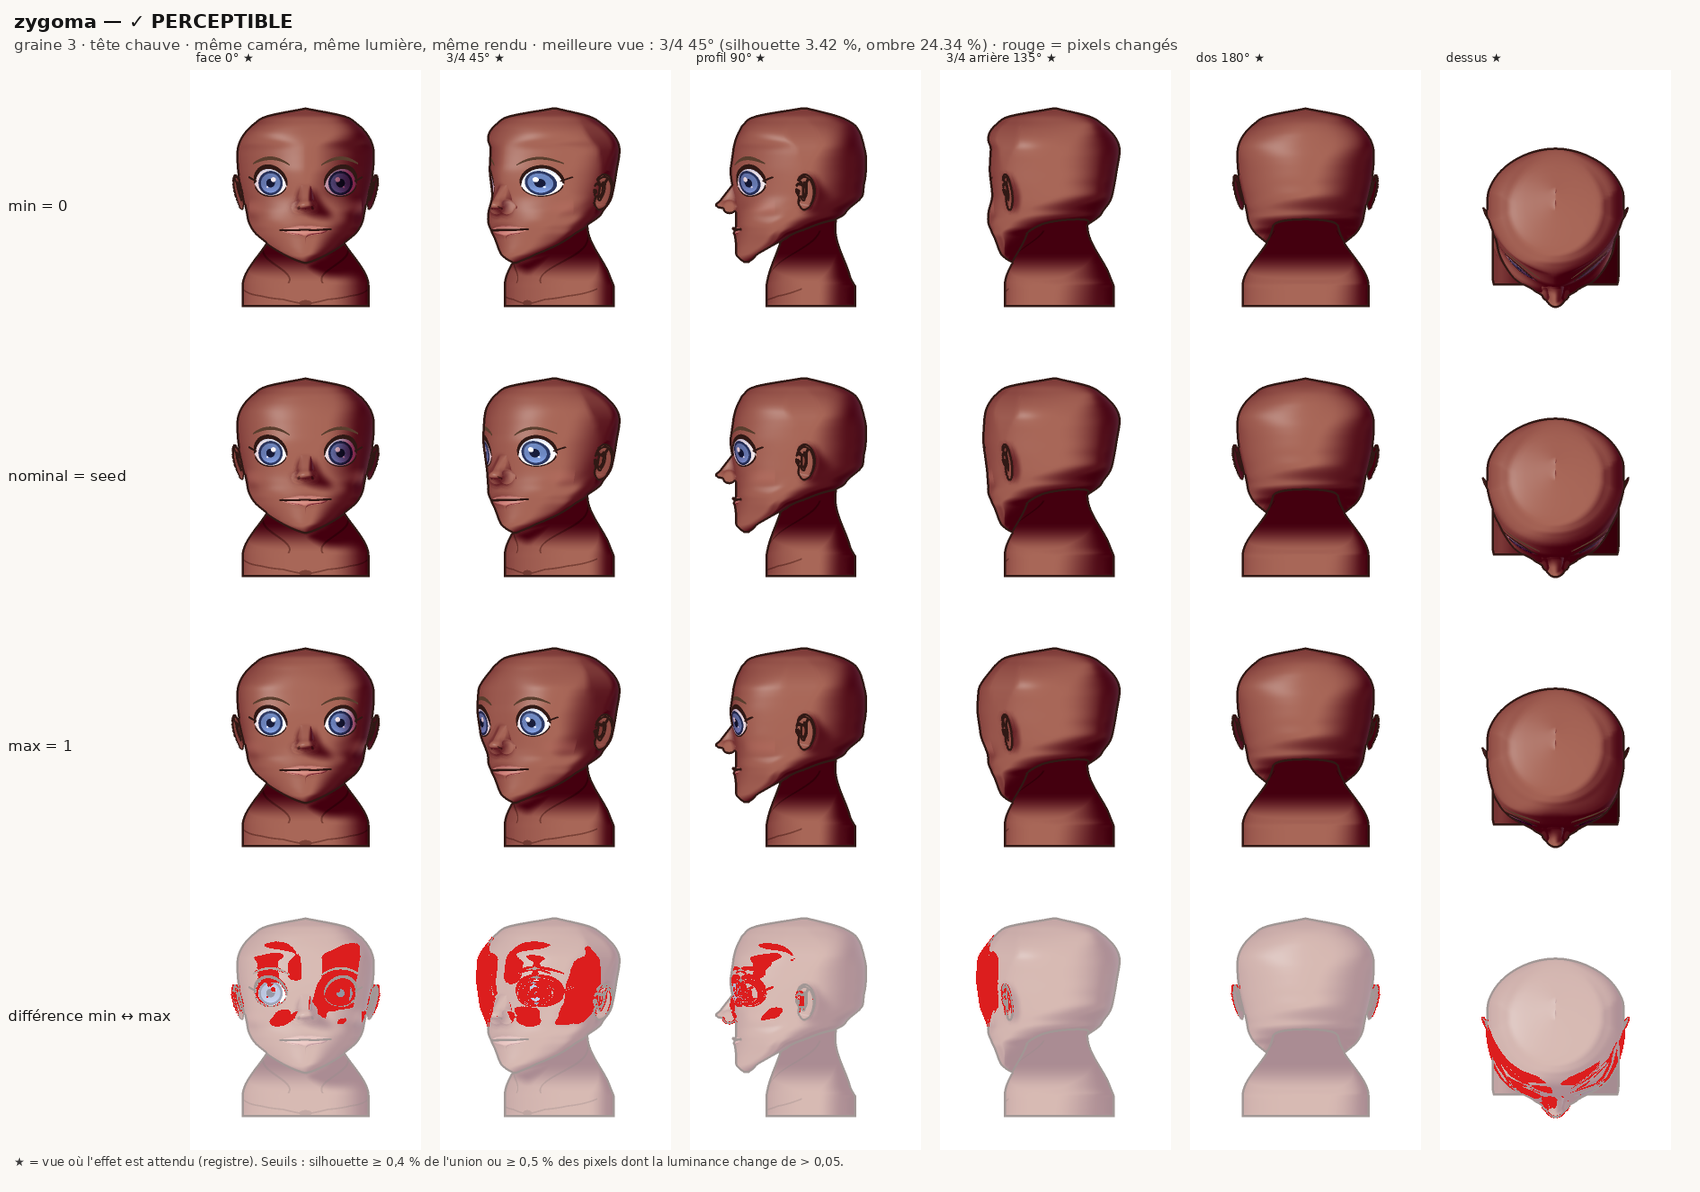 zygoma — ✓ PERCEPTIBLE
graine 3 · tête chauve · même caméra, même lumière, même rendu · meilleure vue : 3/4 45° (silhouette 3.42 %, ombre 24.34 %) · rouge = pixels changés
face 0° ★ 3/4 45° ★ profil 90° ★ 3/4 arrière 135° ★ dos 180° ★ dessus ★
min = 0
nominal = seed
max = 1
différence min ↔ max
★ = vue où l'effet est attendu (registre). Seuils : silhouette ≥ 0,4 % de l'union ou ≥ 0,5 % des pixels dont la luminance change de > 0,05.